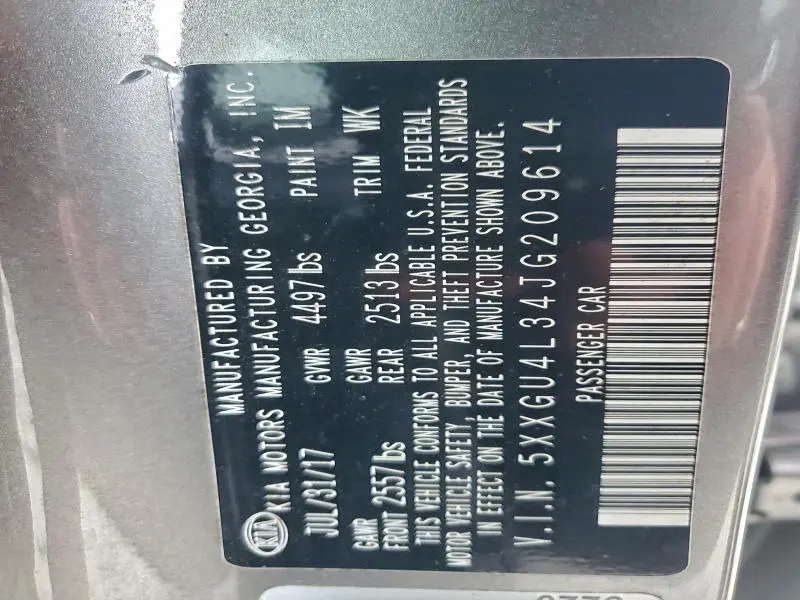 MANUFACTURED BY
KIA KIA MOTORS MANUFACTURING GEORGIA, INC.
JUL/31/17 GVWR 4497lbs PAINT IM
GAWR FRONT 2557lbs GAWR REAR 2513lbs TRIM WK
THIS VEHICLE CONFORMS TO ALL APPLICABLE U.S.A. FEDERAL
MOTOR VEHICLE SAFETY, BUMPER, AND THEFT PREVENTION STANDARDS
IN EFFECT ON THE DATE OF MANUFACTURE SHOWN ABOVE.
V.I.N. 5XXGU4L34JG209614
PASSENGER CAR